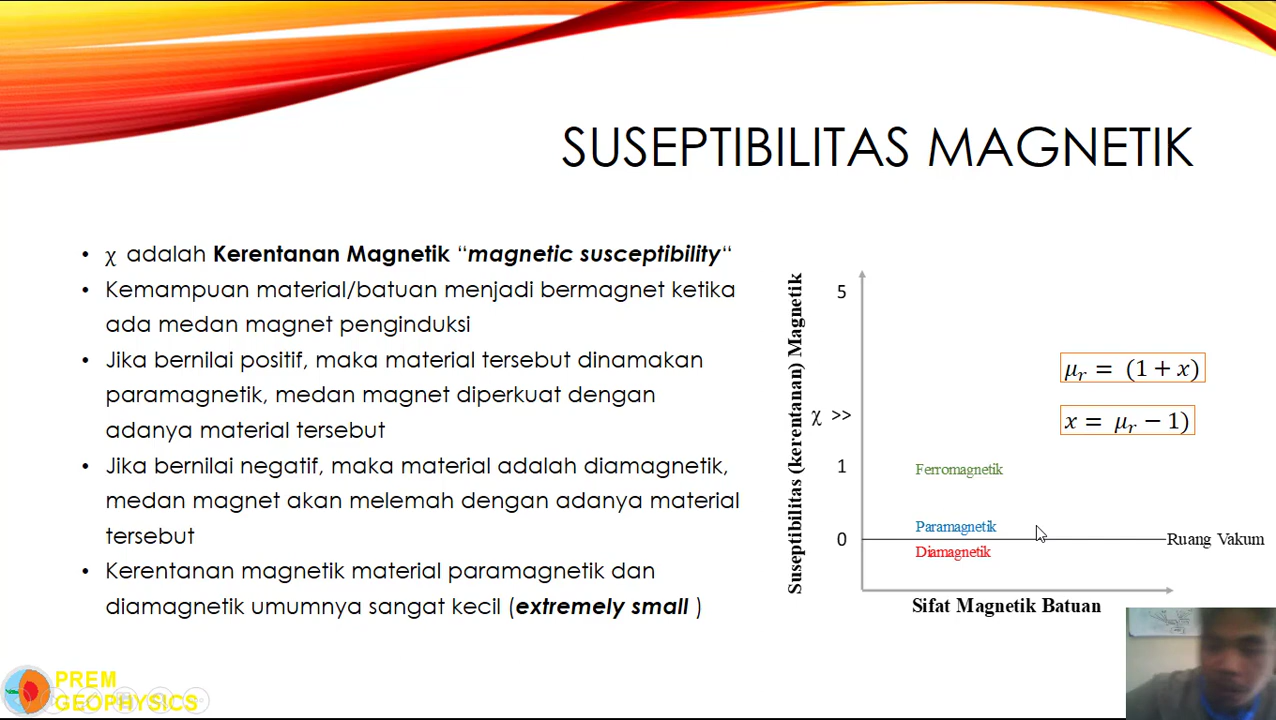 SUSEPTIBILITAS MAGNETIK
• χ adalah Kerentanan Magnetik “magnetic susceptibility“
• Kemampuan material/batuan menjadi bermagnet ketika
ada medan magnet penginduksi
• Jika bernilai positif, maka material tersebut dinamakan
paramagnetik, medan magnet diperkuat dengan
adanya material tersebut
• Jika bernilai negatif, maka material adalah diamagnetik,
medan magnet akan melemah dengan adanya material
tersebut
• Kerentanan magnetik material paramagnetik dan
diamagnetik umumnya sangat kecil (extremely small )
Suseptibilitas (kerentanan) Magnetik
5
χ >>
1
0
μr = (1 + x)
x = μr − 1)
Ferromagnetik
Paramagnetik
Diamagnetik
Ruang Vakum
Sifat Magnetik Batuan
PREM
GEOPHYSICS